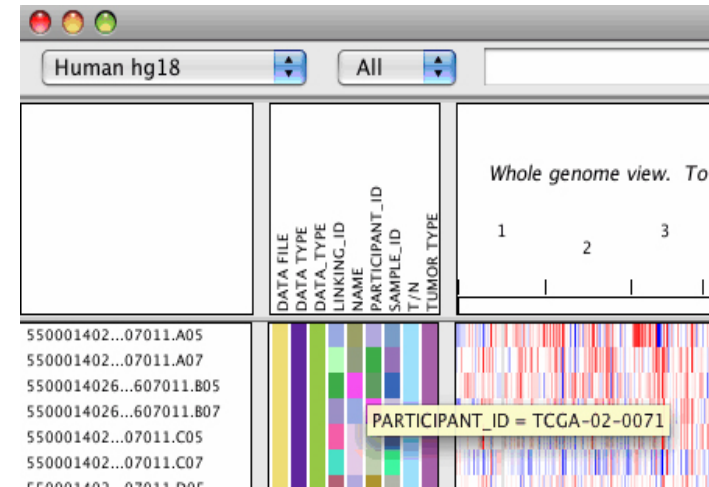 Human hg18
All
Whole genome view. To
1
2
3
DATA FILE
DATA TYPE
DATA_TYPE
LINKING_ID
NAME
PARTICIPANT_ID
SAMPLE_ID
T/N
TUMOR TYPE
550001402...07011.A05
550001402...07011.A07
5500014026...607011.B05
5500014026...607011.B07
PARTICIPANT_ID = TCGA-02-0071
550001402...07011.C05
550001402...07011.C07